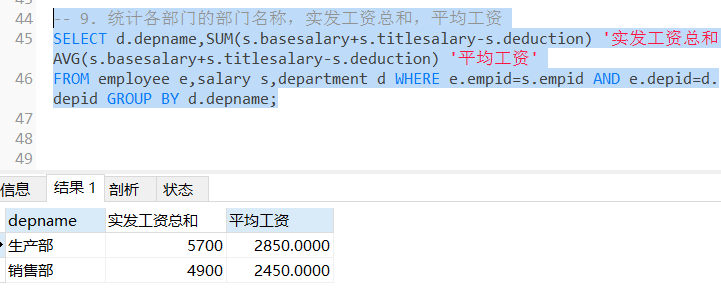 44 -- 9. 统计各部门的部门名称，实发工资总和，平均工资
45 SELECT d.depname,SUM(s.basesalary+s.titlesalary-s.deduction) '实发工资总和
AVG(s.basesalary+s.titlesalary-s.deduction) '平均工资'
46 FROM employee e,salary s,department d WHERE e.empid=s.empid AND e.depid=d.
depid GROUP BY d.depname;
47
48
49
信息 结果 1 剖析 状态
depname 实发工资总和 平均工资
生产部 5700 2850.0000
销售部 4900 2450.0000